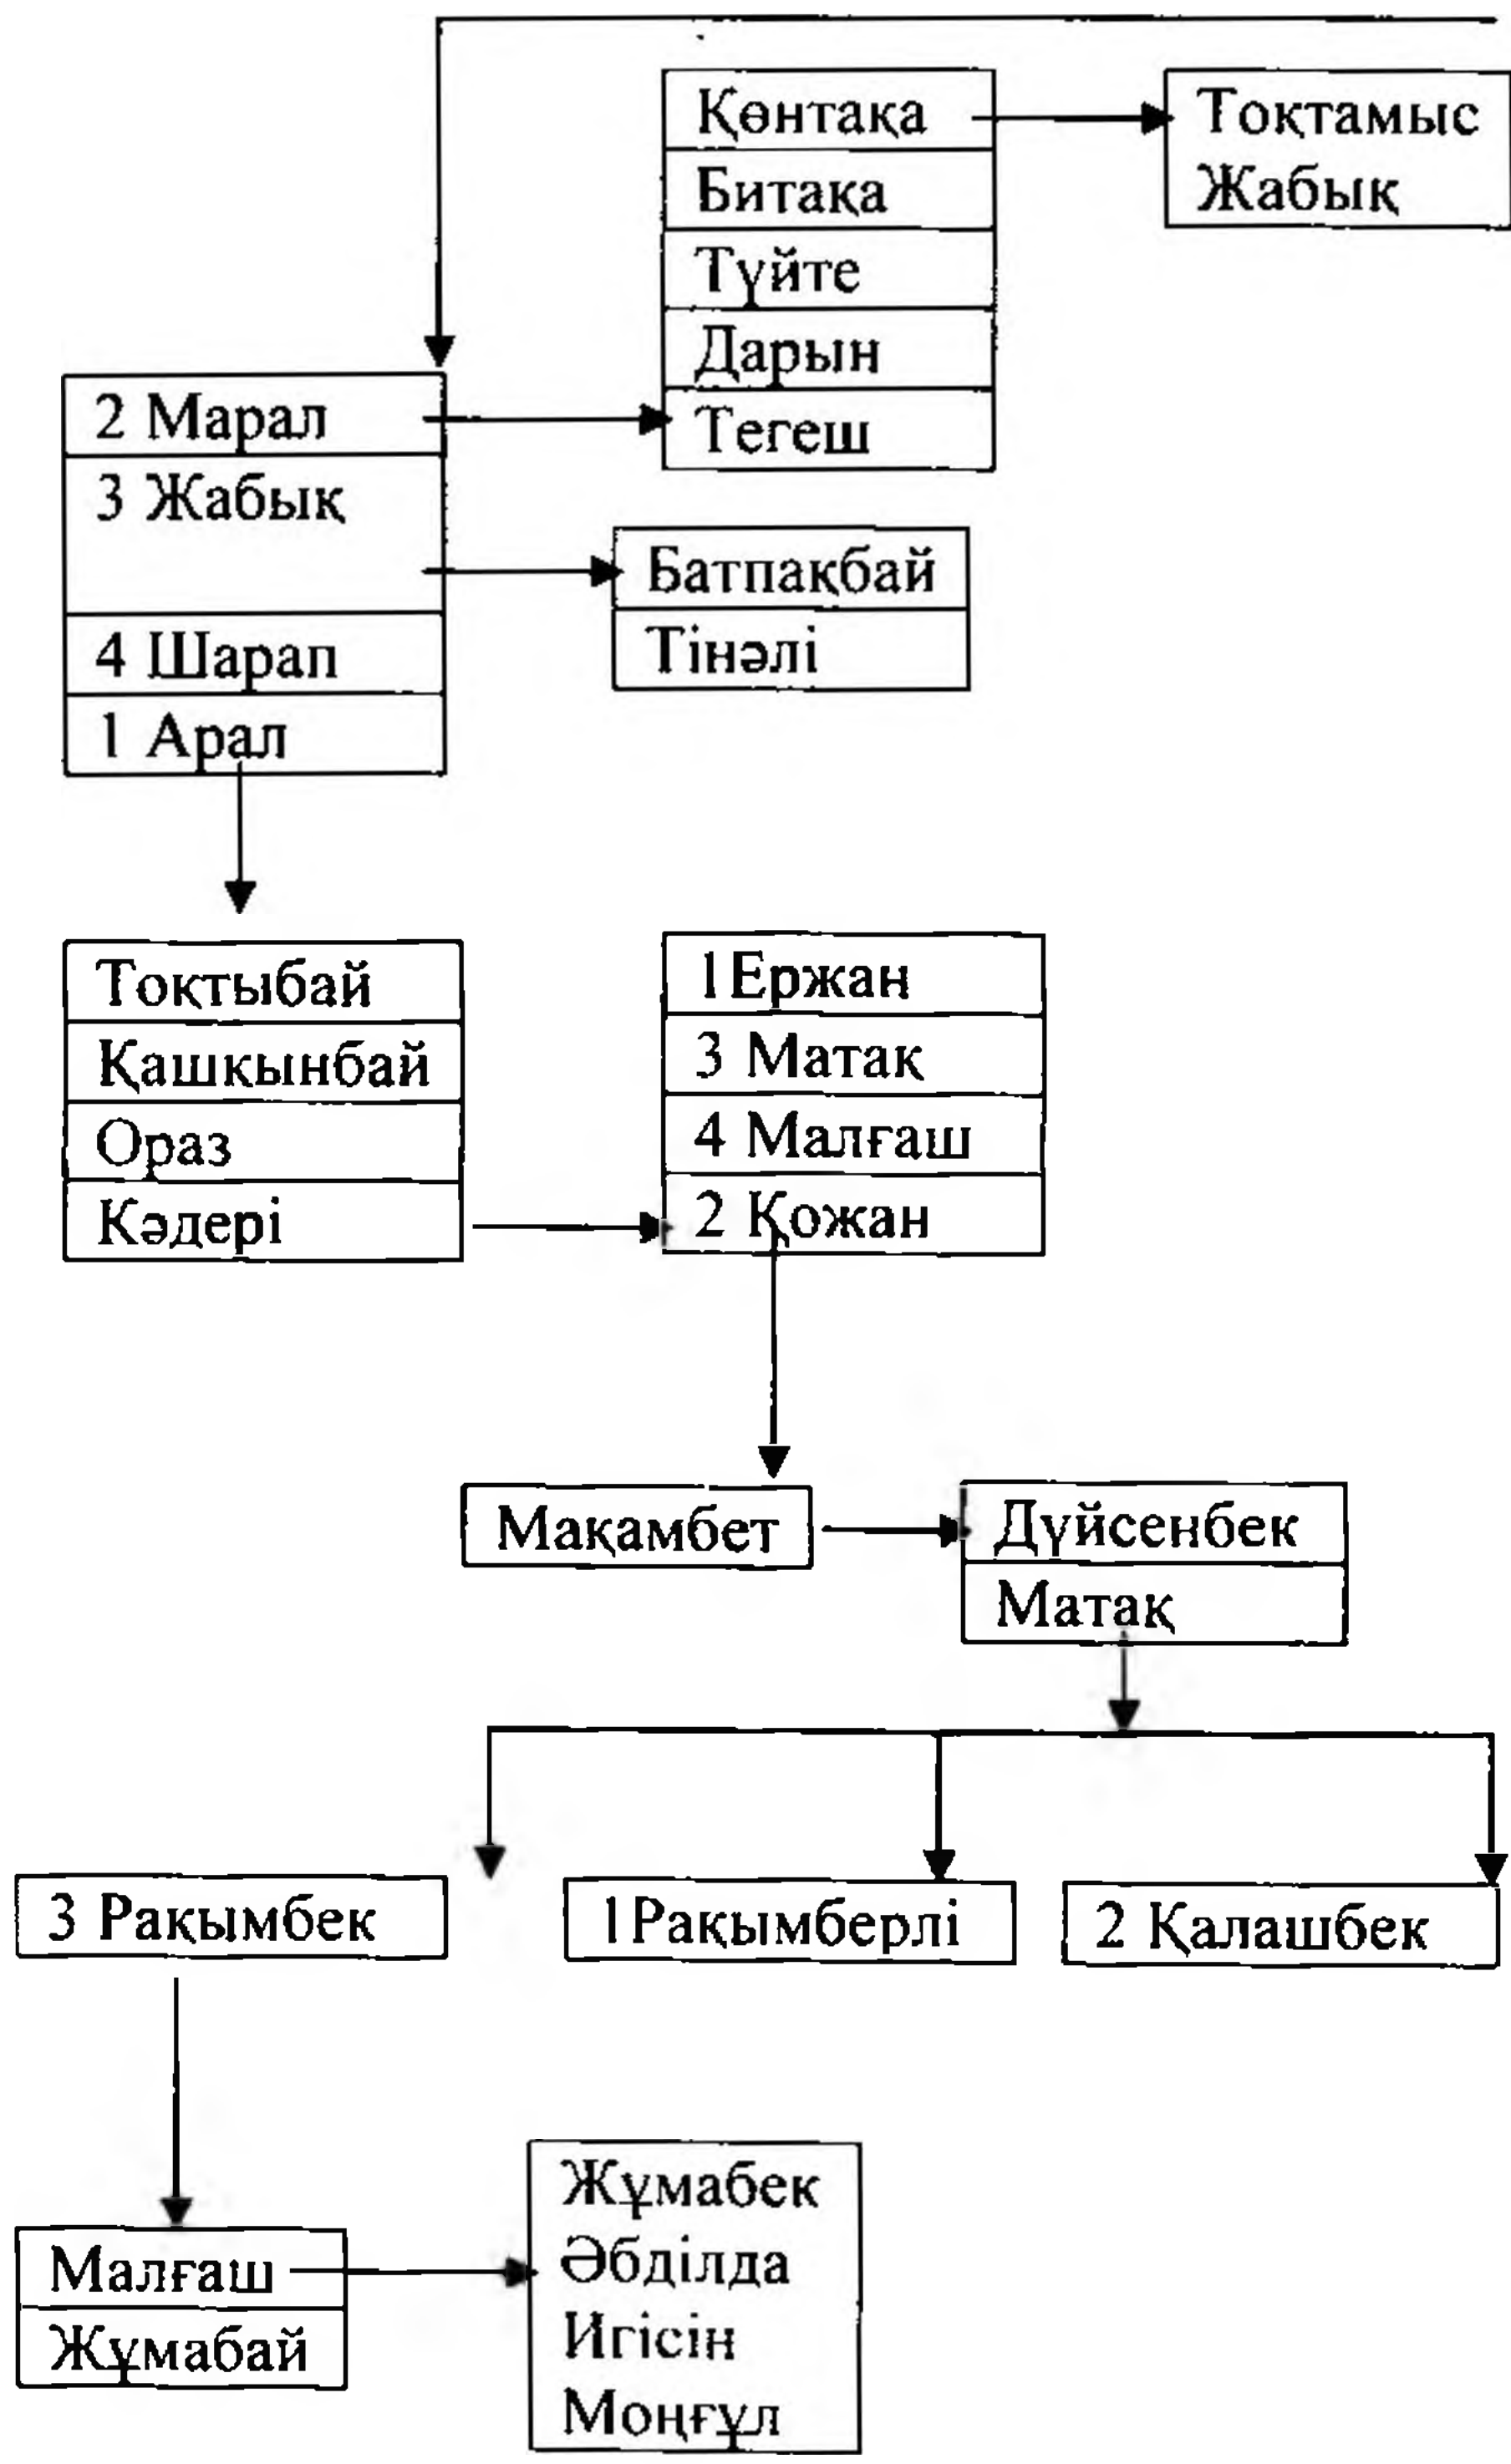 Қөнтақа
Битақа
Түйте
Дарын
Тегеш
Тоқтамыс
Жабық
2 Марал
3 Жабық
4 Шарап
1 Арал
Батпақбай
Тінәлі
Тоқтыбай
Қашқынбай
Ораз
Кәдері
1Ержан
3 Матақ
4 Малғаш
2 Қожан
Мақамбет
Дүйсенбек
Матақ
3 Рақымбек
1Рақымберлі
2 Қалашбек
Малғаш
Жұмабай
Жұмабек
Әбділда
Игісін
Моңғұл